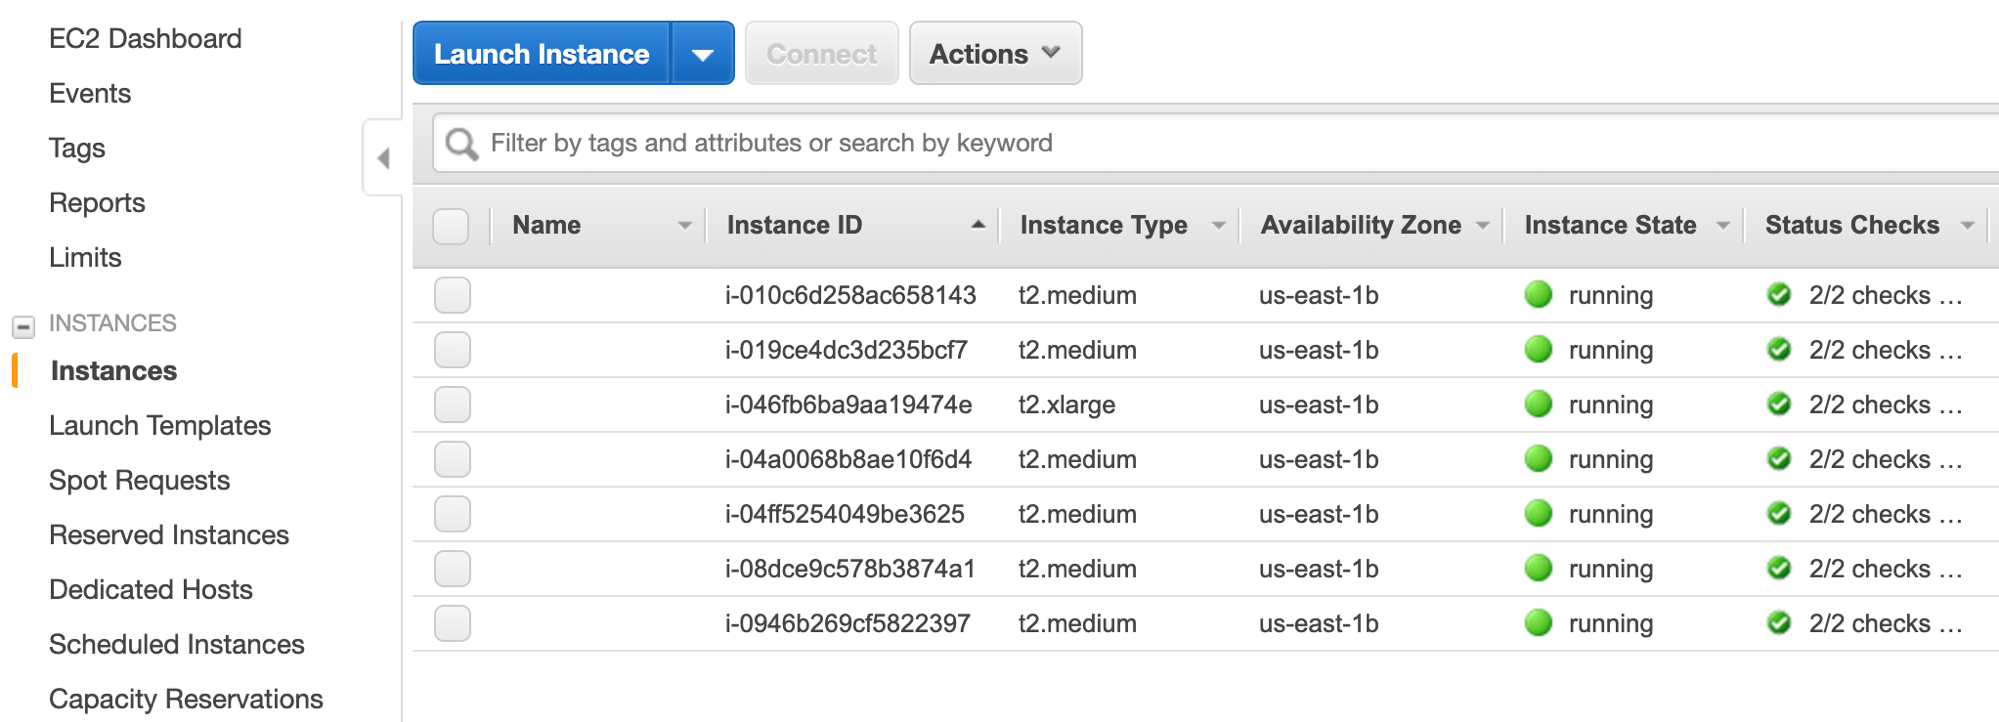 EC2 Dashboard
Events
Tags
Reports
Limits
INSTANCES
Instances
Launch Templates
Spot Requests
Reserved Instances
Dedicated Hosts
Scheduled Instances
Capacity Reservations
Launch Instance Connect Actions
Filter by tags and attributes or search by keyword
Name Instance ID Instance Type Availability Zone Instance State Status Checks
i-010c6d258ac658143 t2.medium us-east-1b running 2/2 checks ...
i-019ce4dc3d235bcf7 t2.medium us-east-1b running 2/2 checks ...
i-046fb6ba9aa19474e t2.xlarge us-east-1b running 2/2 checks ...
i-04a0068b8ae10f6d4 t2.medium us-east-1b running 2/2 checks ...
i-04ff5254049be3625 t2.medium us-east-1b running 2/2 checks ...
i-08dce9c578b3874a1 t2.medium us-east-1b running 2/2 checks ...
i-0946b269cf5822397 t2.medium us-east-1b running 2/2 checks ...